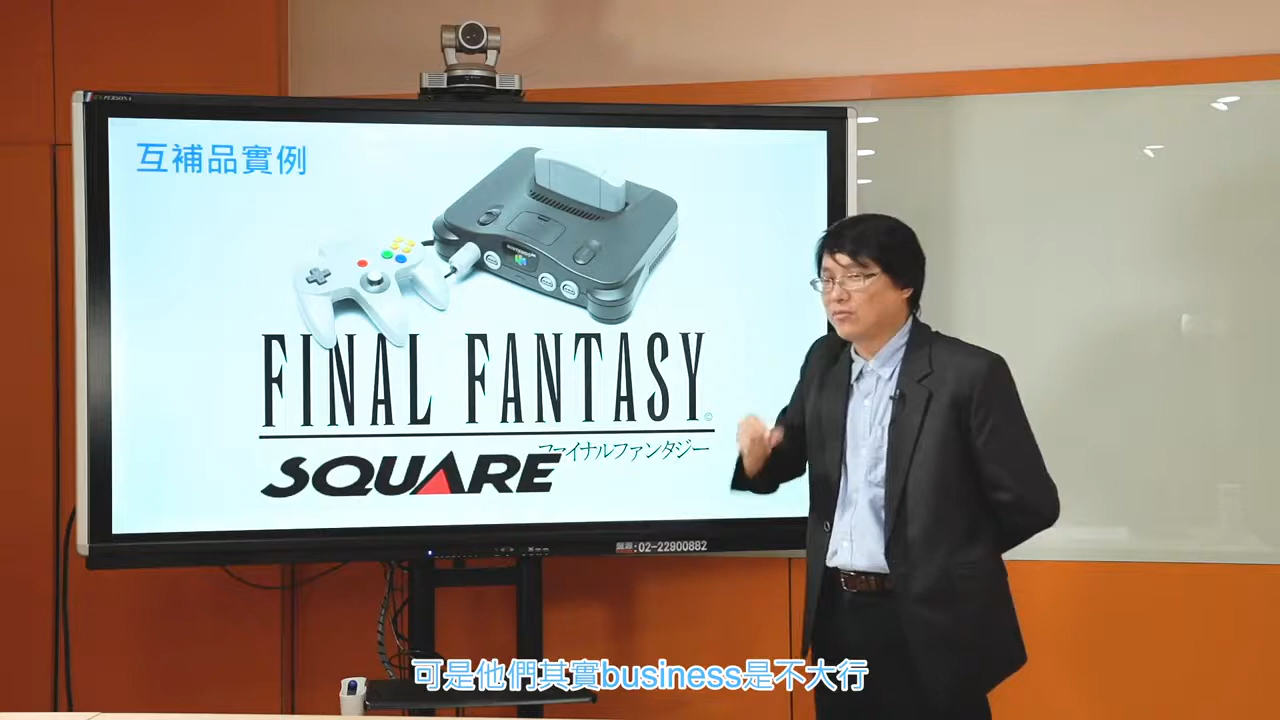 互補品實例
FINAL FANTASY
ファイナルファンタジー
SQUARE
:02-22900882
可是他們其實business是不大行